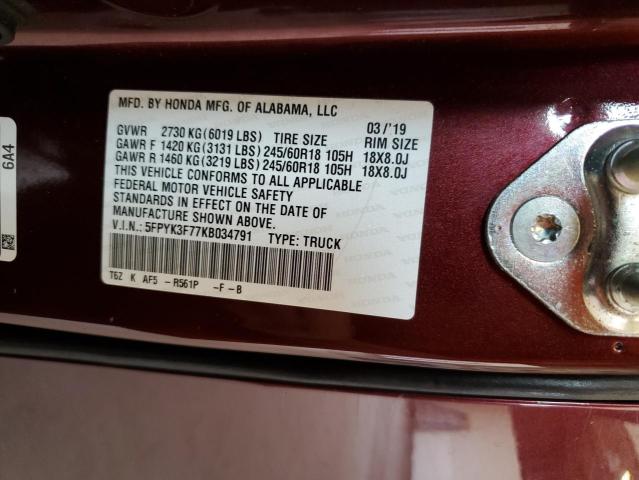 MFD. BY HONDA MFG. OF ALABAMA, LLC
03/'19
GVWR 2730 KG(6019 LBS) TIRE SIZE RIM SIZE
GAWR F 1420 KG(3131 LBS)245/60R18 105H 18X8.0J
GAWR R 1460 KG(3219 LBS)245/60R18 105H 18X8.0J
THIS VEHICLE CONFORMS TO ALL APPLICABLE
FEDERAL MOTOR VEHICLE SAFETY
STANDARDS IN EFFECT ON THE DATE OF
MANUFACTURE SHOWN ABOVE.
V.I.N.: 5FPYK3F77KB034791 TYPE: TRUCK
T6Z K AF5 -R561P -F-B
6A4